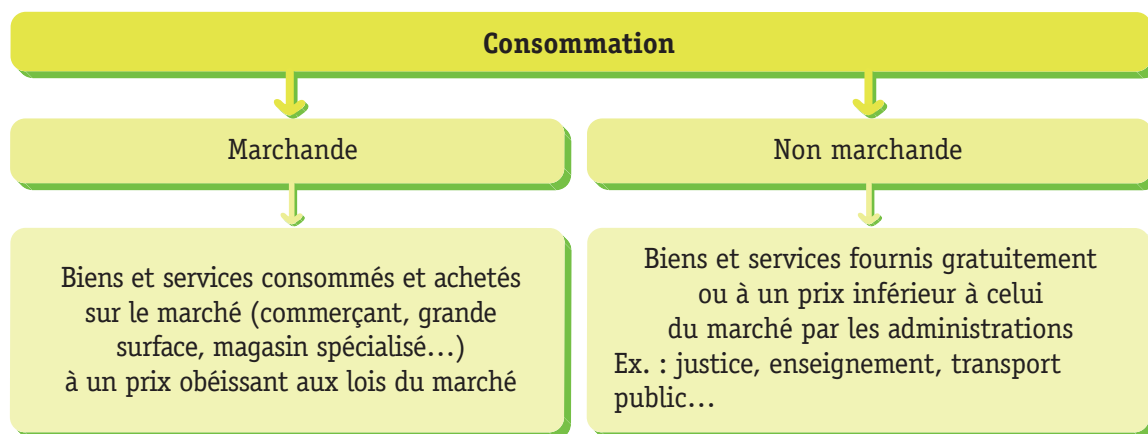 Consommation
Marchande
Non marchande
Biens et services consommés et achetés
sur le marché (commerçant, grande
surface, magasin spécialisé…)
à un prix obéissant aux lois du marché
Biens et services fournis gratuitement
ou à un prix inférieur à celui
du marché par les administrations
Ex. : justice, enseignement, transport
public…